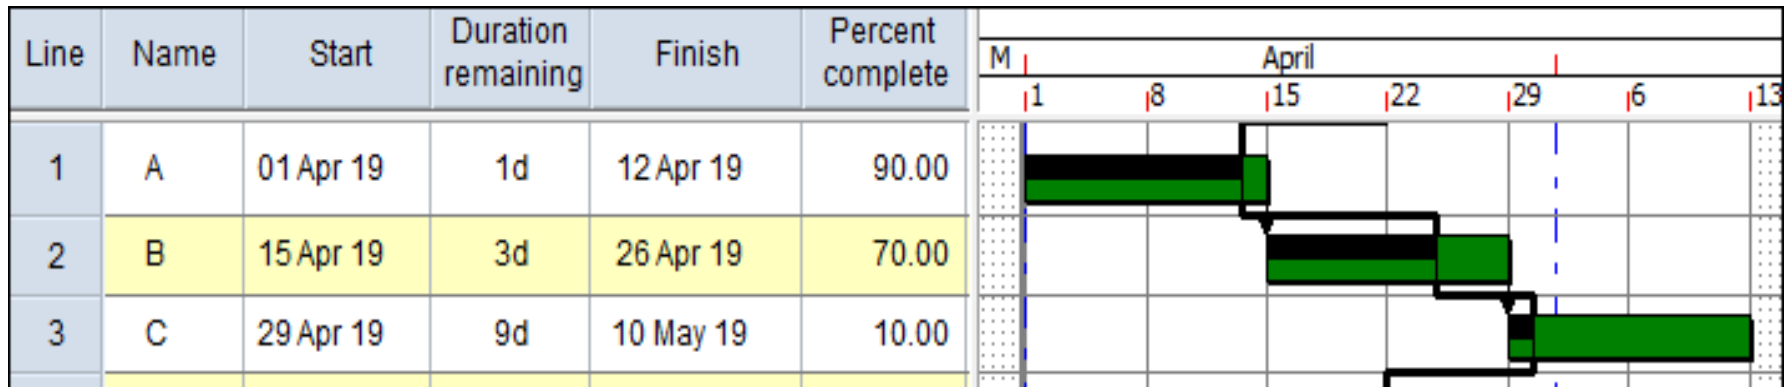 Line Name Start Duration remaining Finish Percent complete
M April
1 8 15 22 29 6 13
1 A 01 Apr 19 1d 12 Apr 19 90.00
2 B 15 Apr 19 3d 26 Apr 19 70.00
3 C 29 Apr 19 9d 10 May 19 10.00